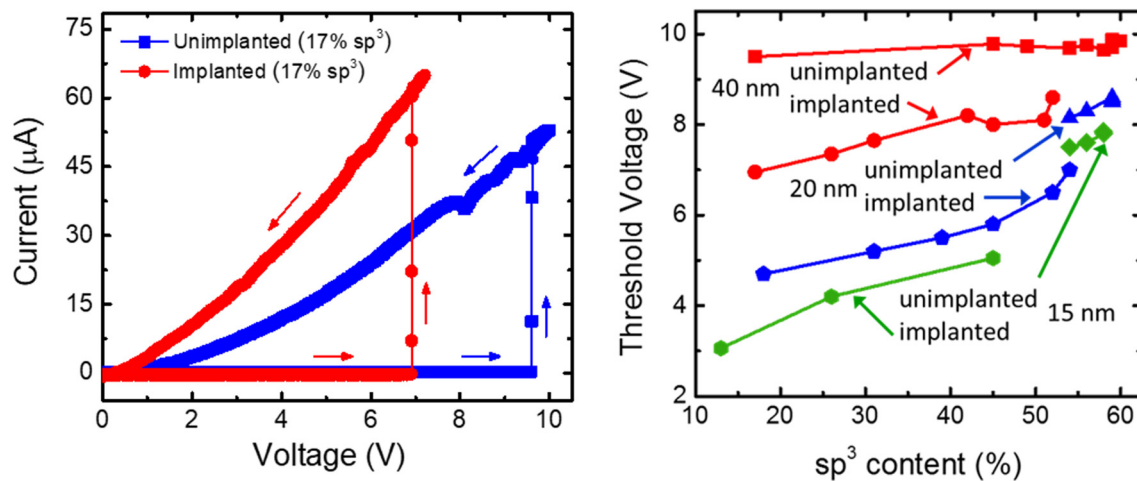 75
60
45
30
15
0
Current (μA)
Unimplanted (17% sp³)
Implanted (17% sp³)
0 2 4 6 8 10
Voltage (V)
10
8
6
4
2
Threshold Voltage (V)
unimplanted
40 nm
implanted
unimplanted
20 nm
implanted
unimplanted
15 nm
implanted
10 20 30 40 50 60
sp³ content (%)